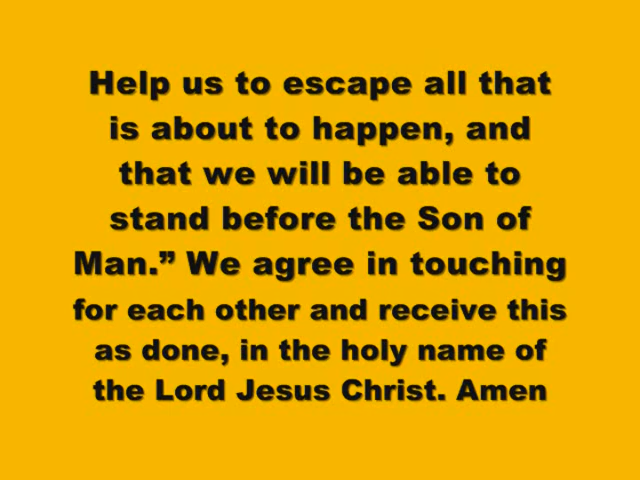 Help us to escape all that
is about to happen, and
that we will be able to
stand before the Son of
Man.” We agree in touching
for each other and receive this
as done, in the holy name of
the Lord Jesus Christ. Amen